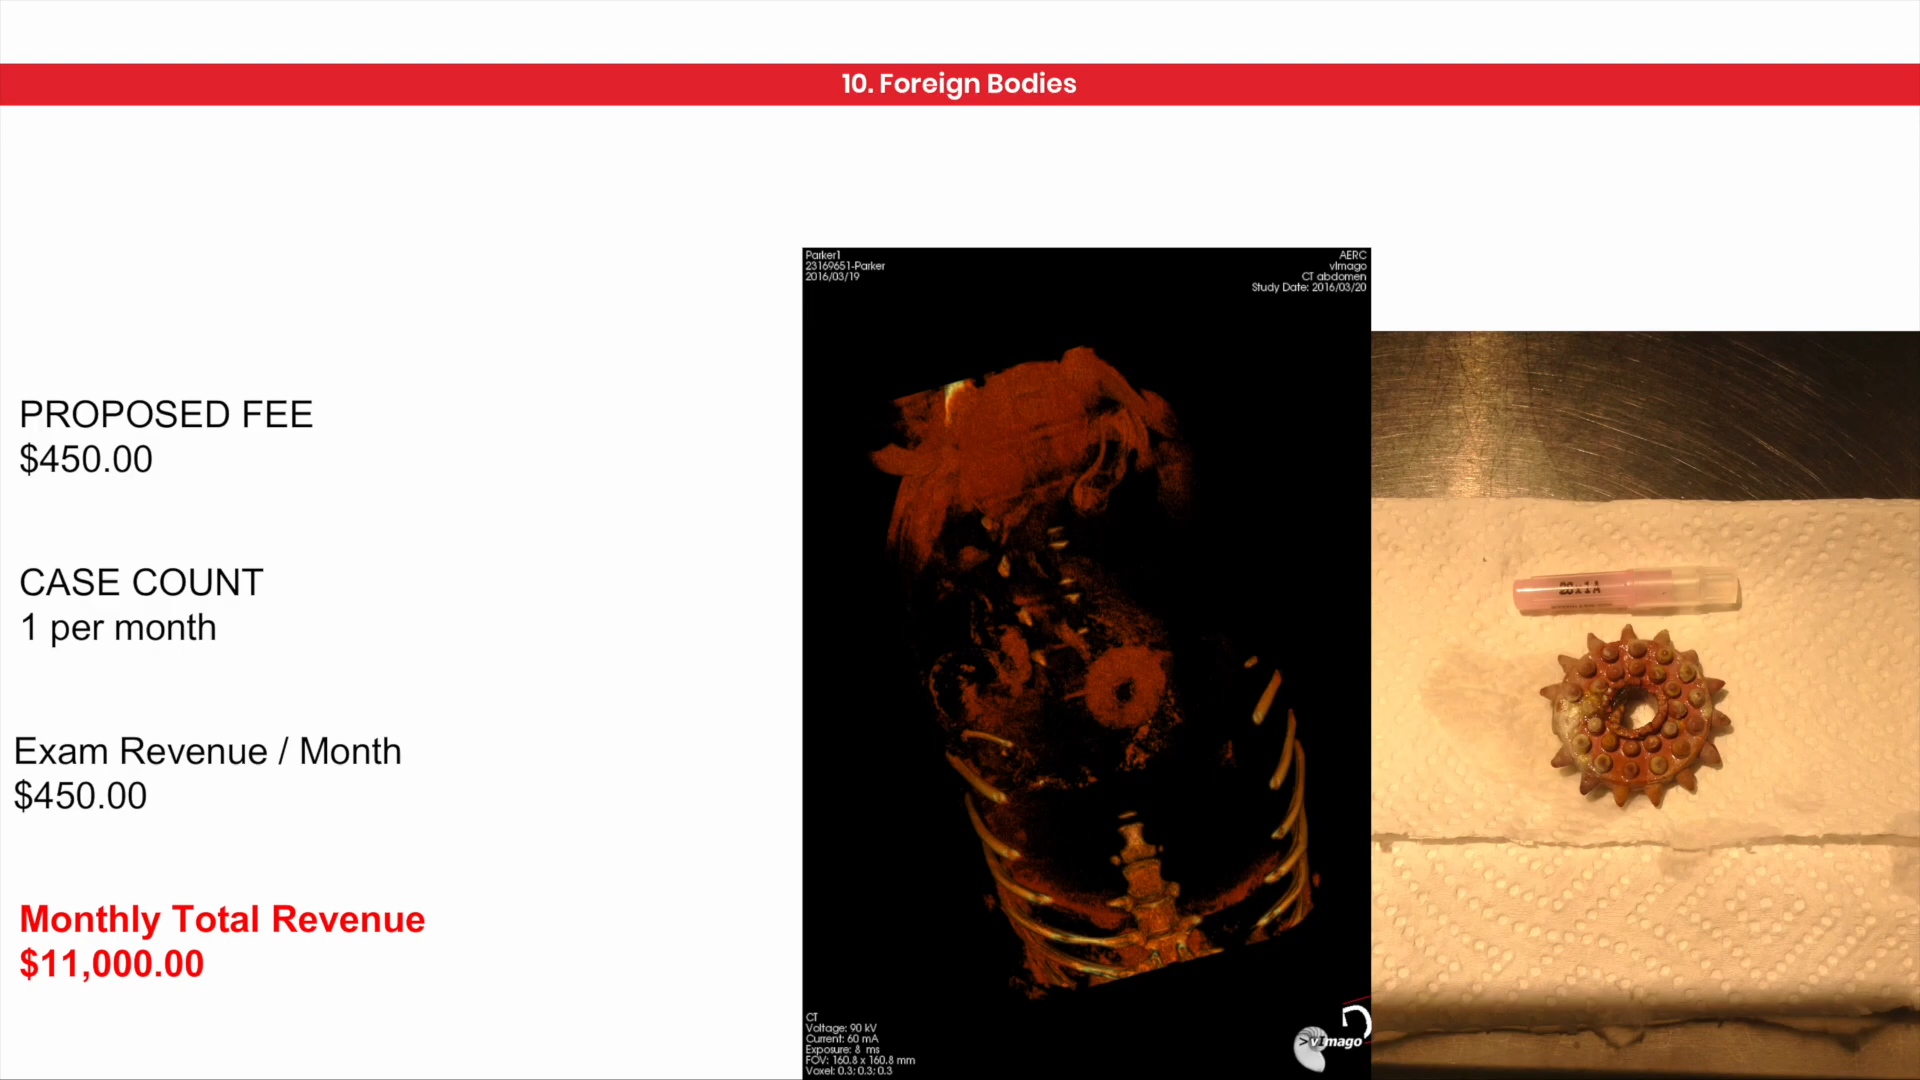 10. Foreign Bodies
PROPOSED FEE
$450.00
CASE COUNT
1 per month
Exam Revenue / Month
$450.00
Monthly Total Revenue
$11,000.00
Parker1
23169651-Parker
2016/03/19
AERC
vImago
CT abdomen
Study Date: 2016/03/20
CT
Voltage: 90 kV
Current: 60 mA
Exposure: 8 ms
FOV: 160.8 x 160.8 mm
Voxel: 0.3; 0.3; 0.3
>vImago
20x1A